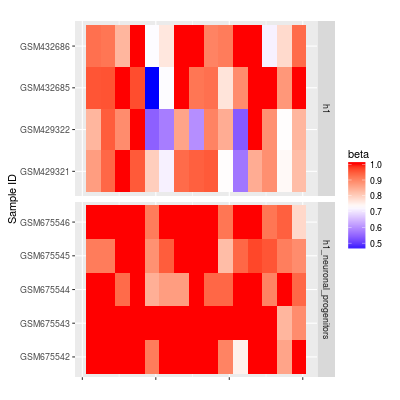 GSM432686
GSM432685
GSM429322
GSM429321
h1
GSM675546
GSM675545
GSM675544
GSM675543
GSM675542
h1_neuronal_progenitors
Sample ID
beta
1.0
0.9
0.8
0.7
0.6
0.5